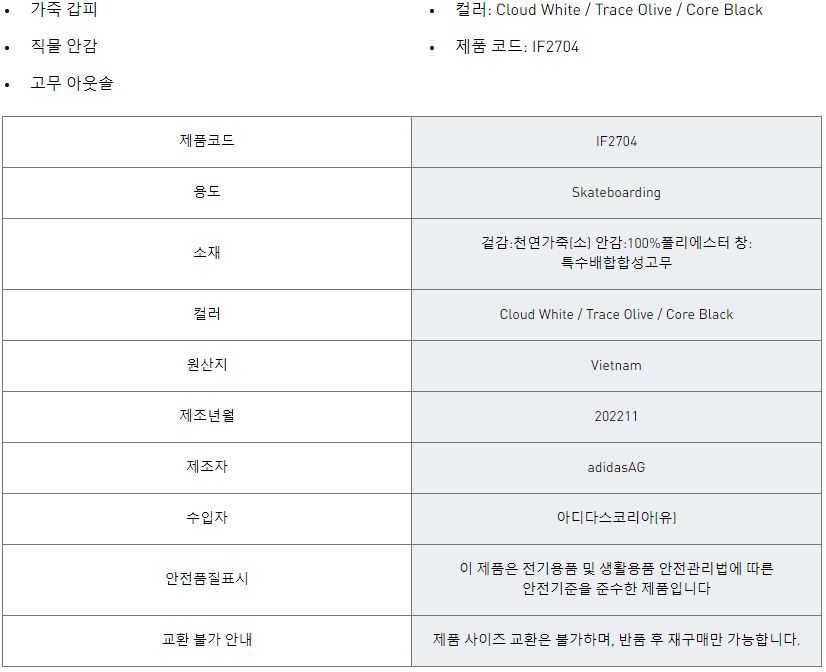 가죽 갑피
직물 안감
고무 아웃솔
컬러: Cloud White / Trace Olive / Core Black
제품 코드: IF2704
제품코드
IF2704
용도
Skateboarding
소재
겉감:천연가죽(소) 안감:100%폴리에스터 창:
특수배합합성고무
컬러
Cloud White / Trace Olive / Core Black
원산지
Vietnam
제조년월
202211
제조자
adidasAG
수입자
아디다스코리아(유)
안전품질표시
이 제품은 전기용품 및 생활용품 안전관리법에 따른
안전기준을 준수한 제품입니다
교환 불가 안내
제품 사이즈 교환은 불가하며, 반품 후 재구매만 가능합니다.